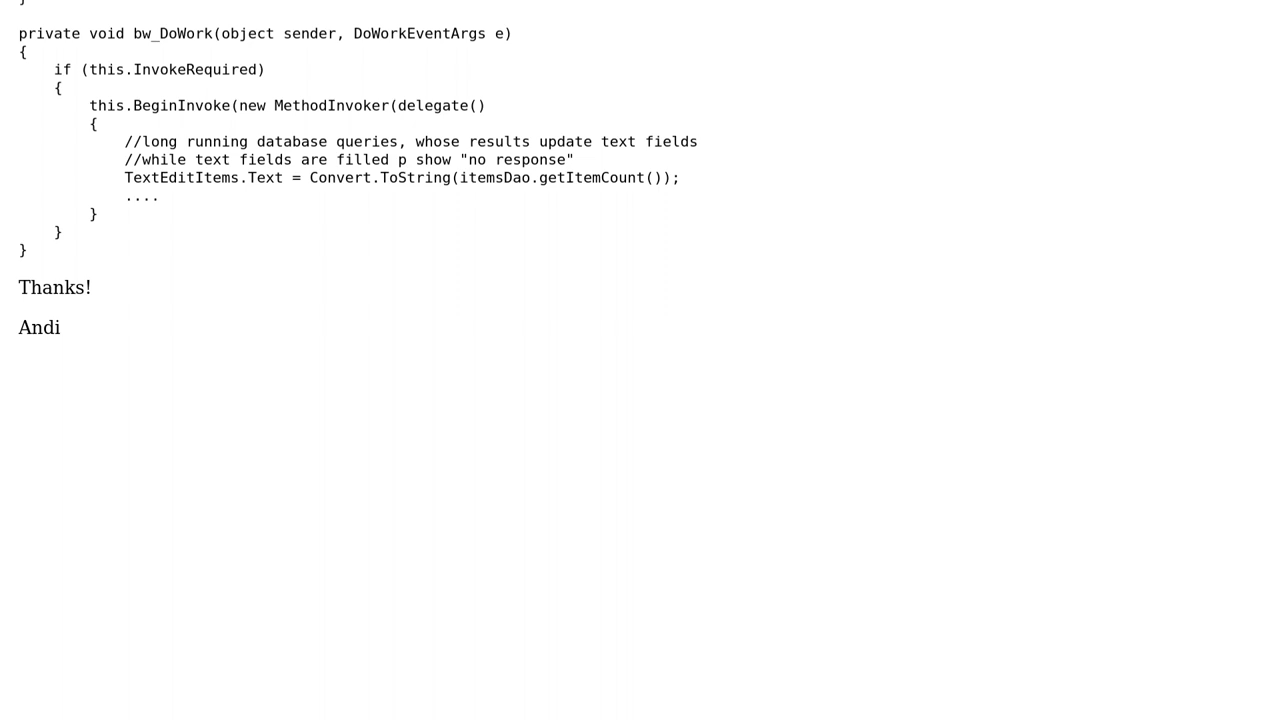 }
private void bw_DoWork(object sender, DoWorkEventArgs e)
{
    if (this.InvokeRequired)
    {
        this.BeginInvoke(new MethodInvoker(delegate()
        {
            //long running database queries, whose results update text fields
            //while text fields are filled p show "no response"
            TextEditItems.Text = Convert.ToString(itemsDao.getItemCount());
            ....
        }
    }
}
Thanks!
Andi